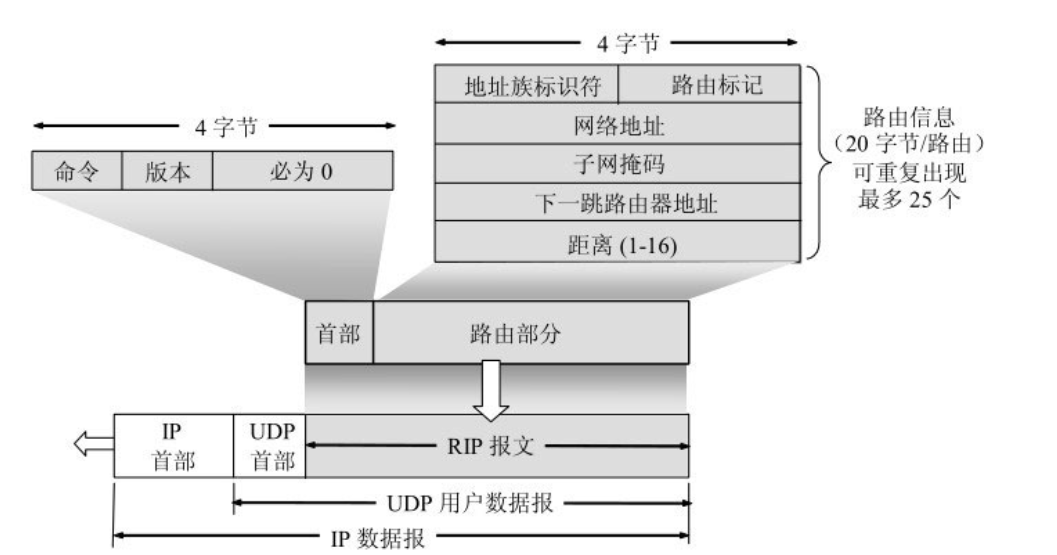 4 字节
地址族标识符 路由标记
网络地址
子网掩码
下一跳路由器地址
距离 (1-16)
路由信息
(20 字节/路由)
可重复出现
最多 25 个
4 字节
命令 版本 必为 0
首部 路由部分
IP
首部
UDP
首部
RIP 报文
UDP 用户数据报
IP 数据报